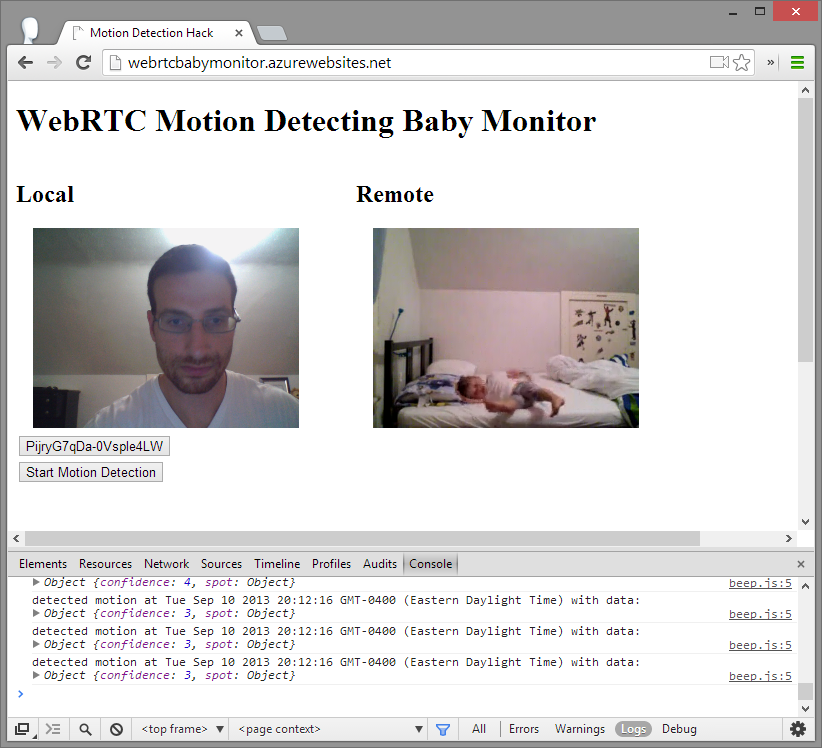 Motion Detection Hack
webrtcbabymonitor.azurewebsites.net
WebRTC Motion Detecting Baby Monitor
Local
Remote
PijryG7qDa-0Vsple4LW
Start Motion Detection
Elements Resources Network Sources Timeline Profiles Audits Console
Object {confidence: 4, spot: Object} beep.js:5
detected motion at Tue Sep 10 2013 20:12:16 GMT-0400 (Eastern Daylight Time) with data:
Object {confidence: 3, spot: Object} beep.js:5
detected motion at Tue Sep 10 2013 20:12:16 GMT-0400 (Eastern Daylight Time) with data:
Object {confidence: 3, spot: Object} beep.js:5
detected motion at Tue Sep 10 2013 20:12:16 GMT-0400 (Eastern Daylight Time) with data:
Object {confidence: 3, spot: Object} beep.js:5
<top frame> <page context> All Errors Warnings Logs Debug